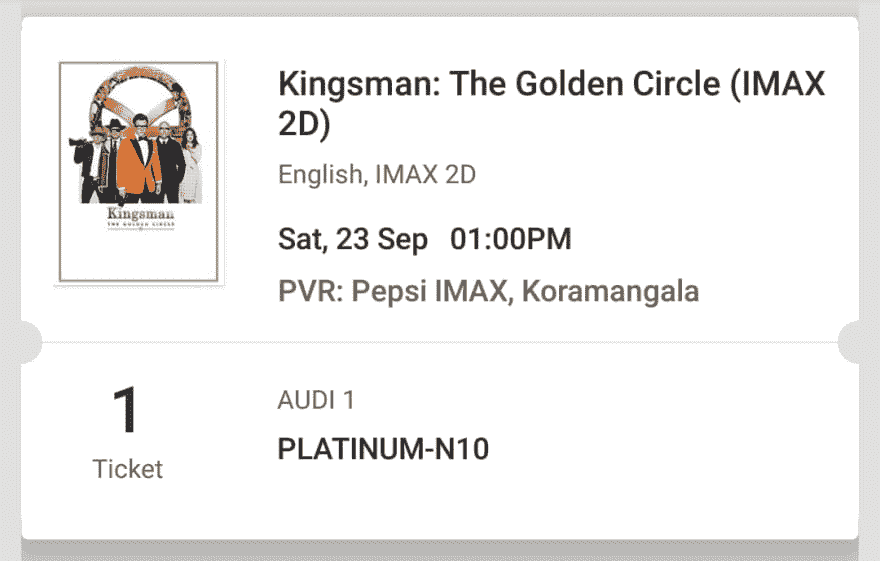 Kingsman: The Golden Circle (IMAX
2D)
English, IMAX 2D
Sat, 23 Sep 01:00PM
PVR: Pepsi IMAX, Koramangala
Kingsman
THE GOLDEN CIRCLE
1
Ticket
AUDI 1
PLATINUM-N10